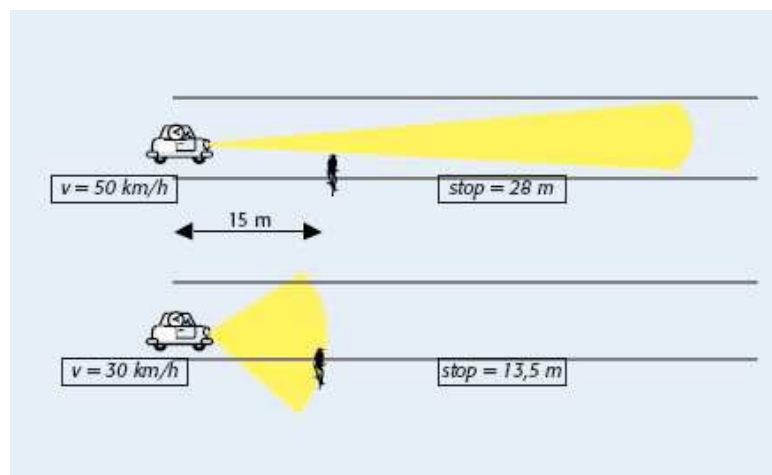 v = 50 km/h
stop = 28 m
15 m
v = 30 km/h
stop = 13,5 m